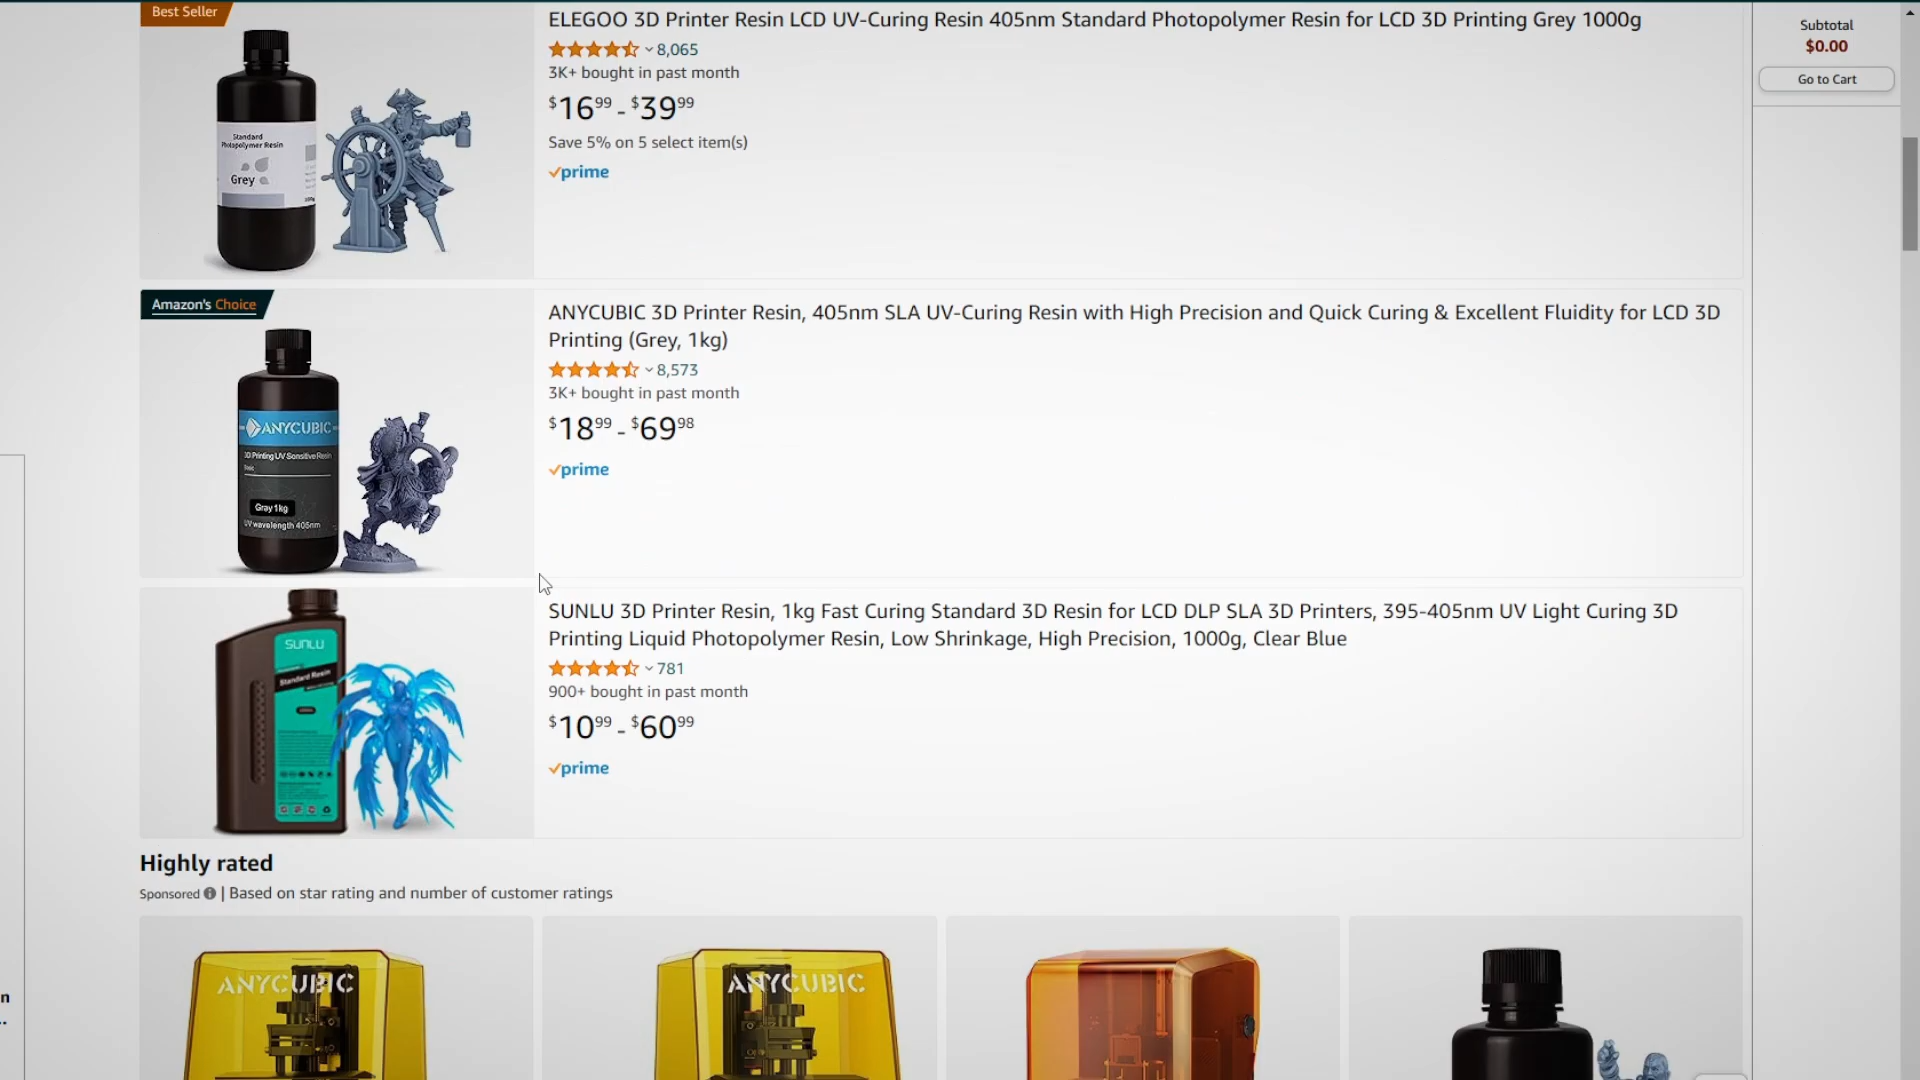 Best Seller
ELEGOO 3D Printer Resin LCD UV-Curing Resin 405nm Standard Photopolymer Resin for LCD 3D Printing Grey 1000g
8,065
3K+ bought in past month
$16.99 - $39.99
Save 5% on 5 select item(s)
prime
Standard
Photopolymer Resin
Grey
Amazon's Choice
ANYCUBIC 3D Printer Resin, 405nm SLA UV-Curing Resin with High Precision and Quick Curing & Excellent Fluidity for LCD 3D
Printing (Grey, 1kg)
8,573
3K+ bought in past month
$18.99 - $69.98
prime
ANYCUBIC
3D Printing UV Sensitive Resin
Basic
Gray 1kg
UV wavelength 405nm
SUNLU 3D Printer Resin, 1kg Fast Curing Standard 3D Resin for LCD DLP SLA 3D Printers, 395-405nm UV Light Curing 3D
Printing Liquid Photopolymer Resin, Low Shrinkage, High Precision, 1000g, Clear Blue
781
900+ bought in past month
$10.99 - $60.99
prime
SUNLU
Standard Resin
Highly rated
Sponsored | Based on star rating and number of customer ratings
ANYCUBIC
ANYCUBIC
Subtotal
$0.00
Go to Cart